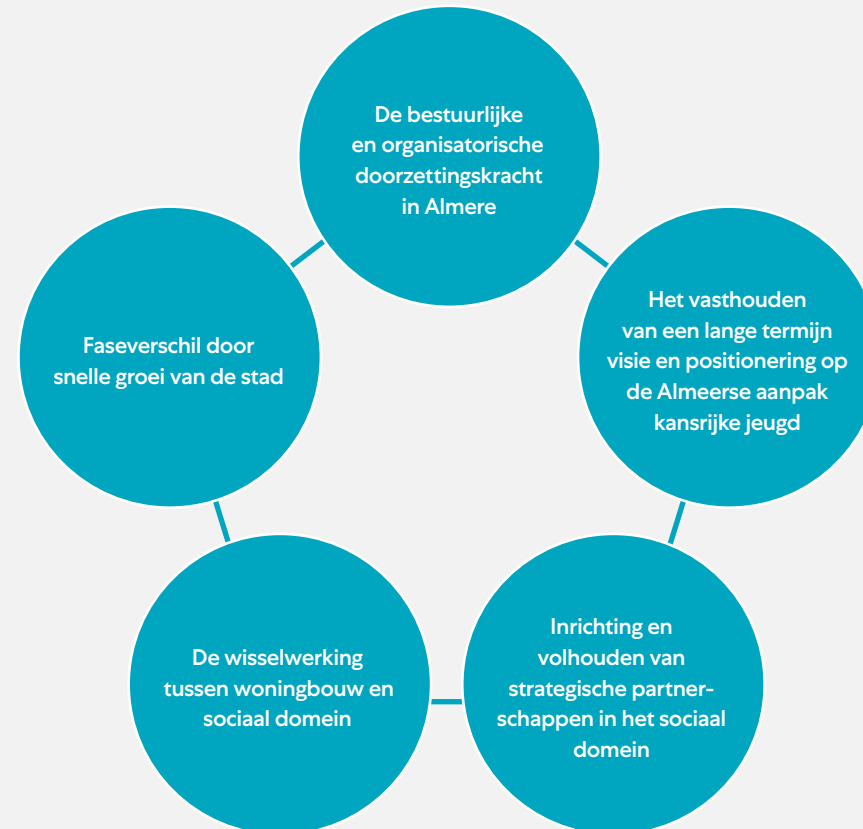 De bestuurlijke
en organisatorische
doorzettingskracht
in Almere
Het vasthouden
van een lange termijn
visie en positionering op
de Almeerse aanpak
kansrijke jeugd
Inrichting en
volhouden van
strategische partner-
schappen in het sociaal
domein
De wisselwerking
tussen woningbouw en
sociaal domein
Faseverschil door
snelle groei van de stad